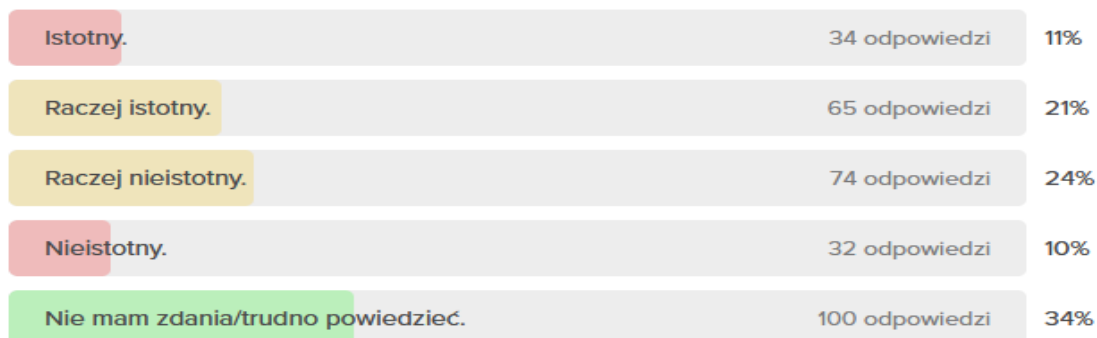 Istotny. 34 odpowiedzi 11%
Raczej istotny. 65 odpowiedzi 21%
Raczej nieistotny. 74 odpowiedzi 24%
Nieistotny. 32 odpowiedzi 10%
Nie mam zdania/trudno powiedzieć. 100 odpowiedzi 34%